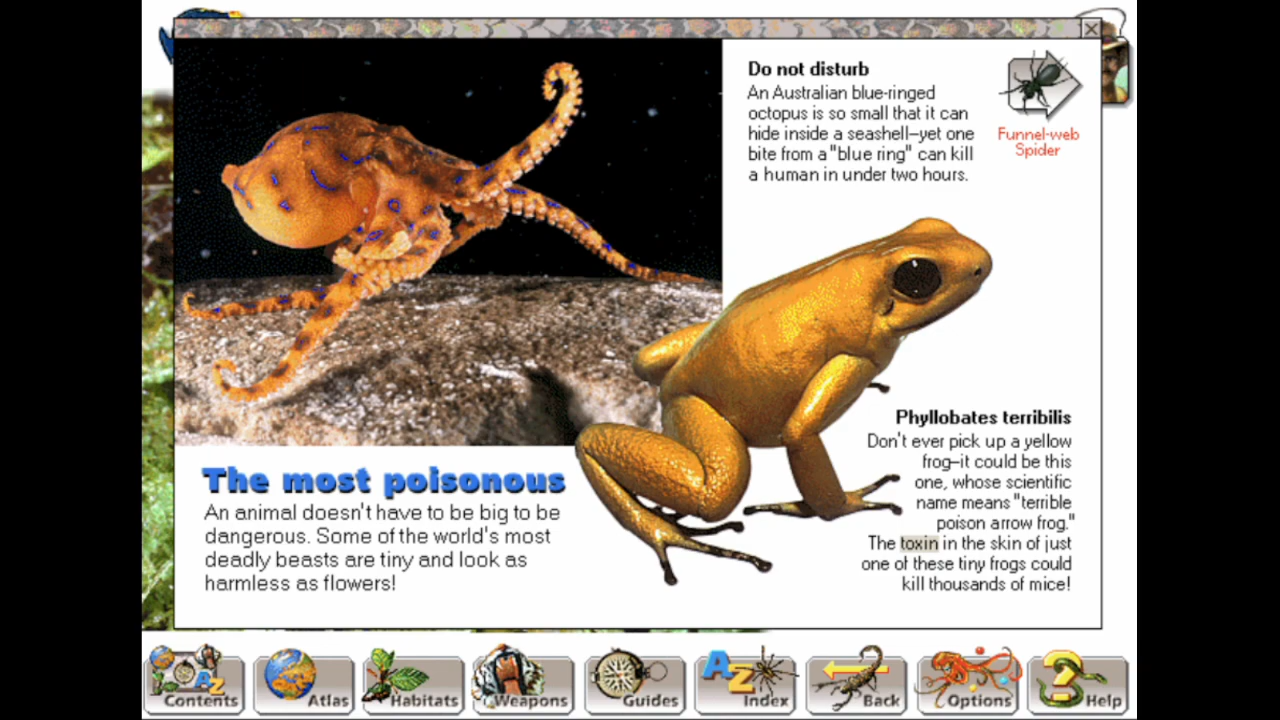 Do not disturb
An Australian blue-ringed
octopus is so small that it can
hide inside a seashell–yet one
bite from a "blue ring" can kill
a human in under two hours.
Funnel-web
Spider
The most poisonous
An animal doesn't have to be big to be
dangerous. Some of the world's most
deadly beasts are tiny and look as
harmless as flowers!
Phyllobates terribilis
Don't ever pick up a yellow
frog–it could be this
one, whose scientific
name means "terrible
poison arrow frog."
The toxin in the skin of just
one of these tiny frogs could
kill thousands of mice!
AZ
Contents
Atlas
Habitats
Weapons
Guides
AZ
Index
Back
Options
?
Help